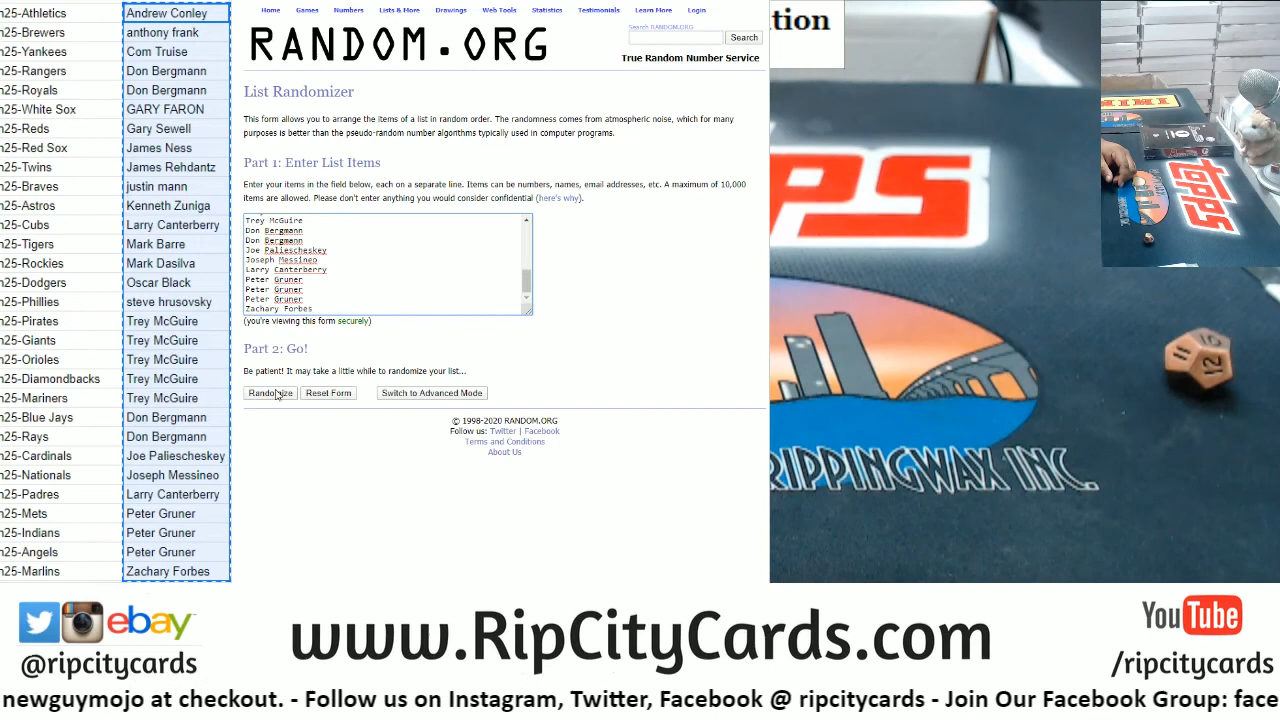 n25-Athletics Andrew Conley
n25-Brewers anthony frank
n25-Yankees Com Truise
n25-Rangers Don Bergmann
n25-Royals Don Bergmann
n25-White Sox GARY FARON
n25-Reds Gary Sewell
n25-Red Sox James Ness
n25-Twins James Rehdantz
n25-Braves justin mann
n25-Astros Kenneth Zuniga
n25-Cubs Larry Canterberry
n25-Tigers Mark Barre
n25-Rockies Mark Dasilva
n25-Dodgers Oscar Black
n25-Phillies steve hrusovsky
n25-Pirates Trey McGuire
n25-Giants Trey McGuire
n25-Orioles Trey McGuire
n25-Diamondbacks Trey McGuire
n25-Mariners Trey McGuire
n25-Blue Jays Don Bergmann
n25-Rays Don Bergmann
n25-Cardinals Joe Paliescheskey
n25-Nationals Joseph Messineo
n25-Padres Larry Canterberry
n25-Mets Peter Gruner
n25-Indians Peter Gruner
n25-Angels Peter Gruner
n25-Marlins Zachary Forbes
Home Games Numbers Lists & More Drawings Web Tools Statistics Testimonials Learn More Login
RANDOM.ORG
Search RANDOM.ORG
Search
True Random Number Service
List Randomizer
This form allows you to arrange the items of a list in random order. The randomness comes from atmospheric noise, which for many
purposes is better than the pseudo-random number algorithms typically used in computer programs.
Part 1: Enter List Items
Enter your items in the field below, each on a separate line. Items can be numbers, names, email addresses, etc. A maximum of 10,000
items are allowed. Please don't enter anything you would consider confidential (here's why).
Trey McGuire
Don Bergmann
Don Bergmann
Joe Paliescheskey
Joseph Messineo
Larry Canterberry
Peter Gruner
Peter Gruner
Peter Gruner
Zachary Forbes
(you're viewing this form securely)
Part 2: Go!
Be patient! It may take a little while to randomize your list...
Randomize Reset Form Switch to Advanced Mode
© 1998-2020 RANDOM.ORG
Follow us: Twitter | Facebook
Terms and Conditions
About Us
tion
PS
RIPPINGWAX INC.
11
12
topps
ebay
@ripcitycards
www.RipCityCards.com
YouTube
/ripcitycards
newguymojo at checkout. - Follow us on Instagram, Twitter, Facebook @ ripcitycards - Join Our Facebook Group: face